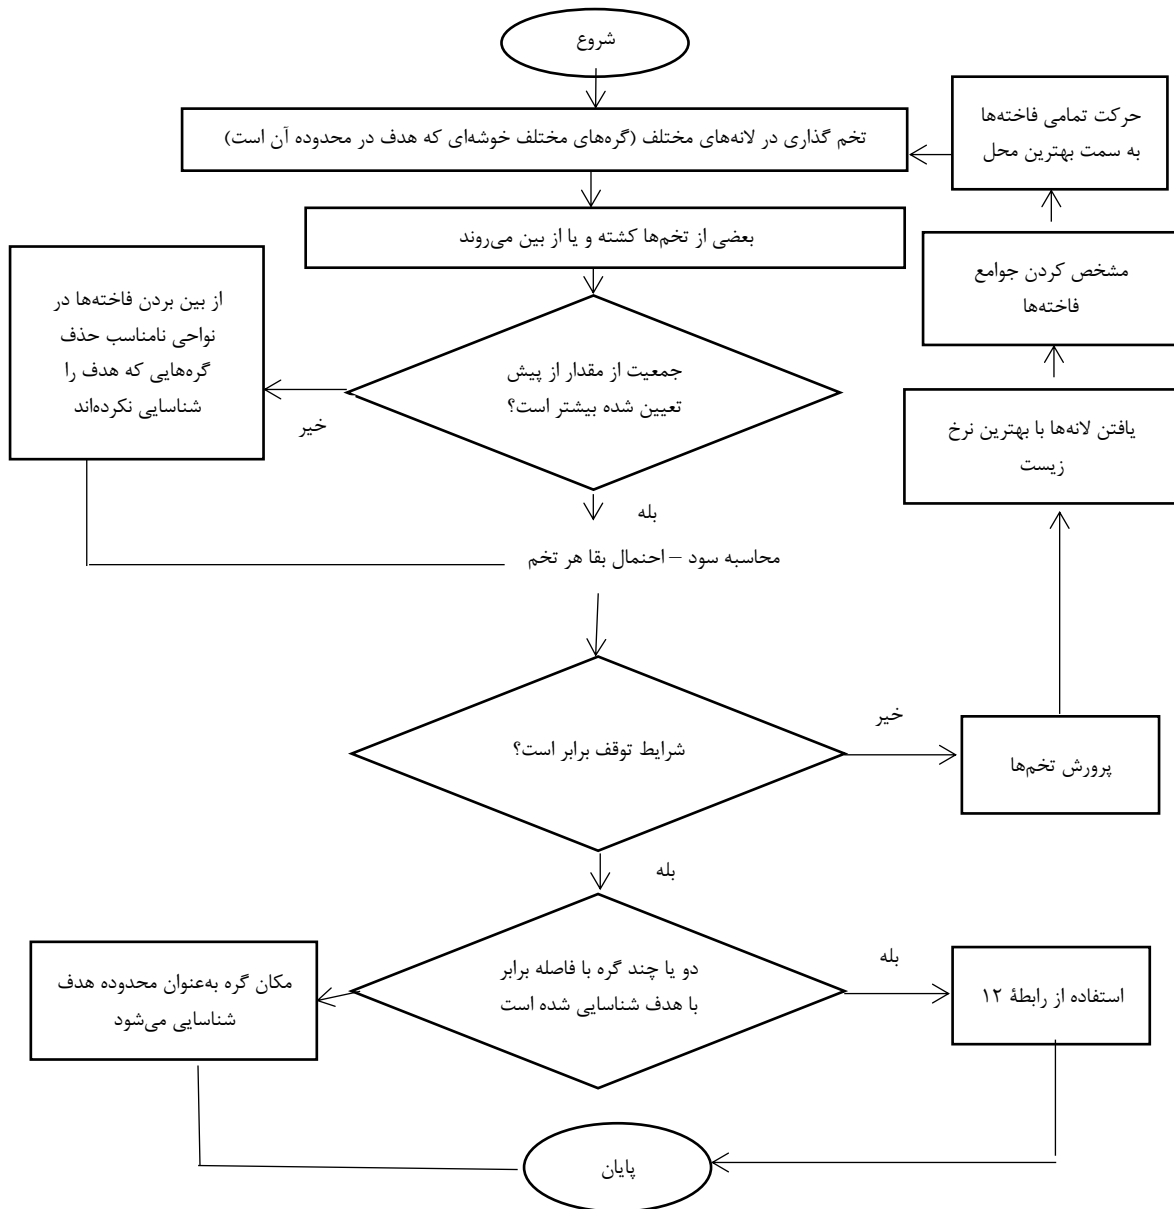 شروع
تخم گذاری در لانه‌های مختلف (گره‌های مختلف خوشه‌ای که هدف در محدوده آن است)
حرکت تمامی فاخته‌ها
به سمت بهترین محل
بعضی از تخم‌ها کشته و یا از بین می‌روند
مشخص کردن جوامع
فاخته‌ها
از بین بردن فاخته‌ها در
نواحی نامناسب حذف
گره‌هایی که هدف را
شناسایی نکرده‌اند
جمعیت از مقدار از پیش
تعیین شده بیشتر است؟
خیر
یافتن لانه‌ها با بهترین نرخ
زیست
بله
محاسبه سود – احنمال بقا هر تخم
شرایط توقف برابر است؟
خیر
پرورش تخم‌ها
بله
دو یا چند گره با فاصله برابر
با هدف شناسایی شده است
بله
استفاده از رابطۀ ۱۲
مکان گره به‌عنوان محدوده هدف
شناسایی می‌شود
پایان